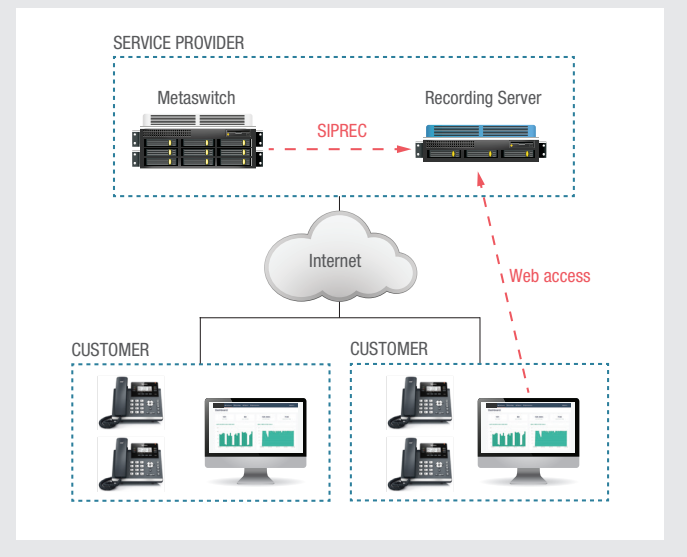 SERVICE PROVIDER
Metaswitch
Recording Server
SIPREC
Internet
Web access
CUSTOMER
CUSTOMER